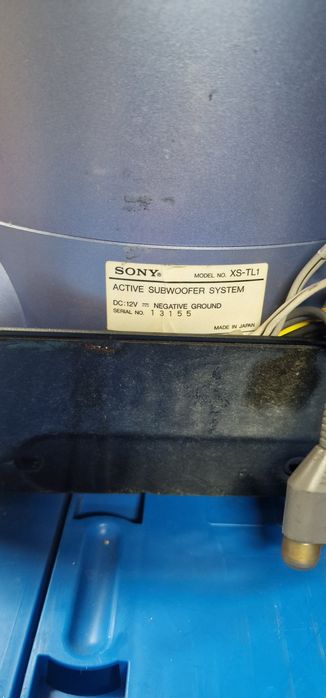 SONY® MODEL NO. XS-TL1
ACTIVE SUBWOOFER SYSTEM
DC:12V ⎓ NEGATIVE GROUND
SERIAL NO. 13155
MADE IN JAPAN